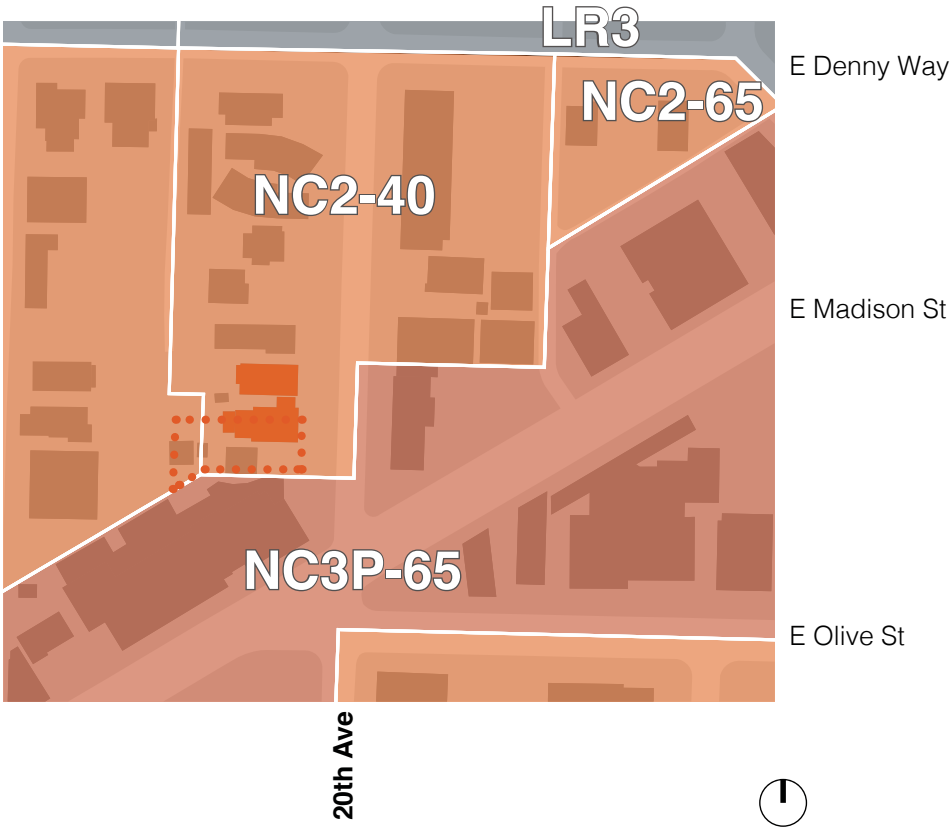 LR3
E Denny Way
NC2-65
NC2-40
E Madison St
NC3P-65
E Olive St
20th Ave